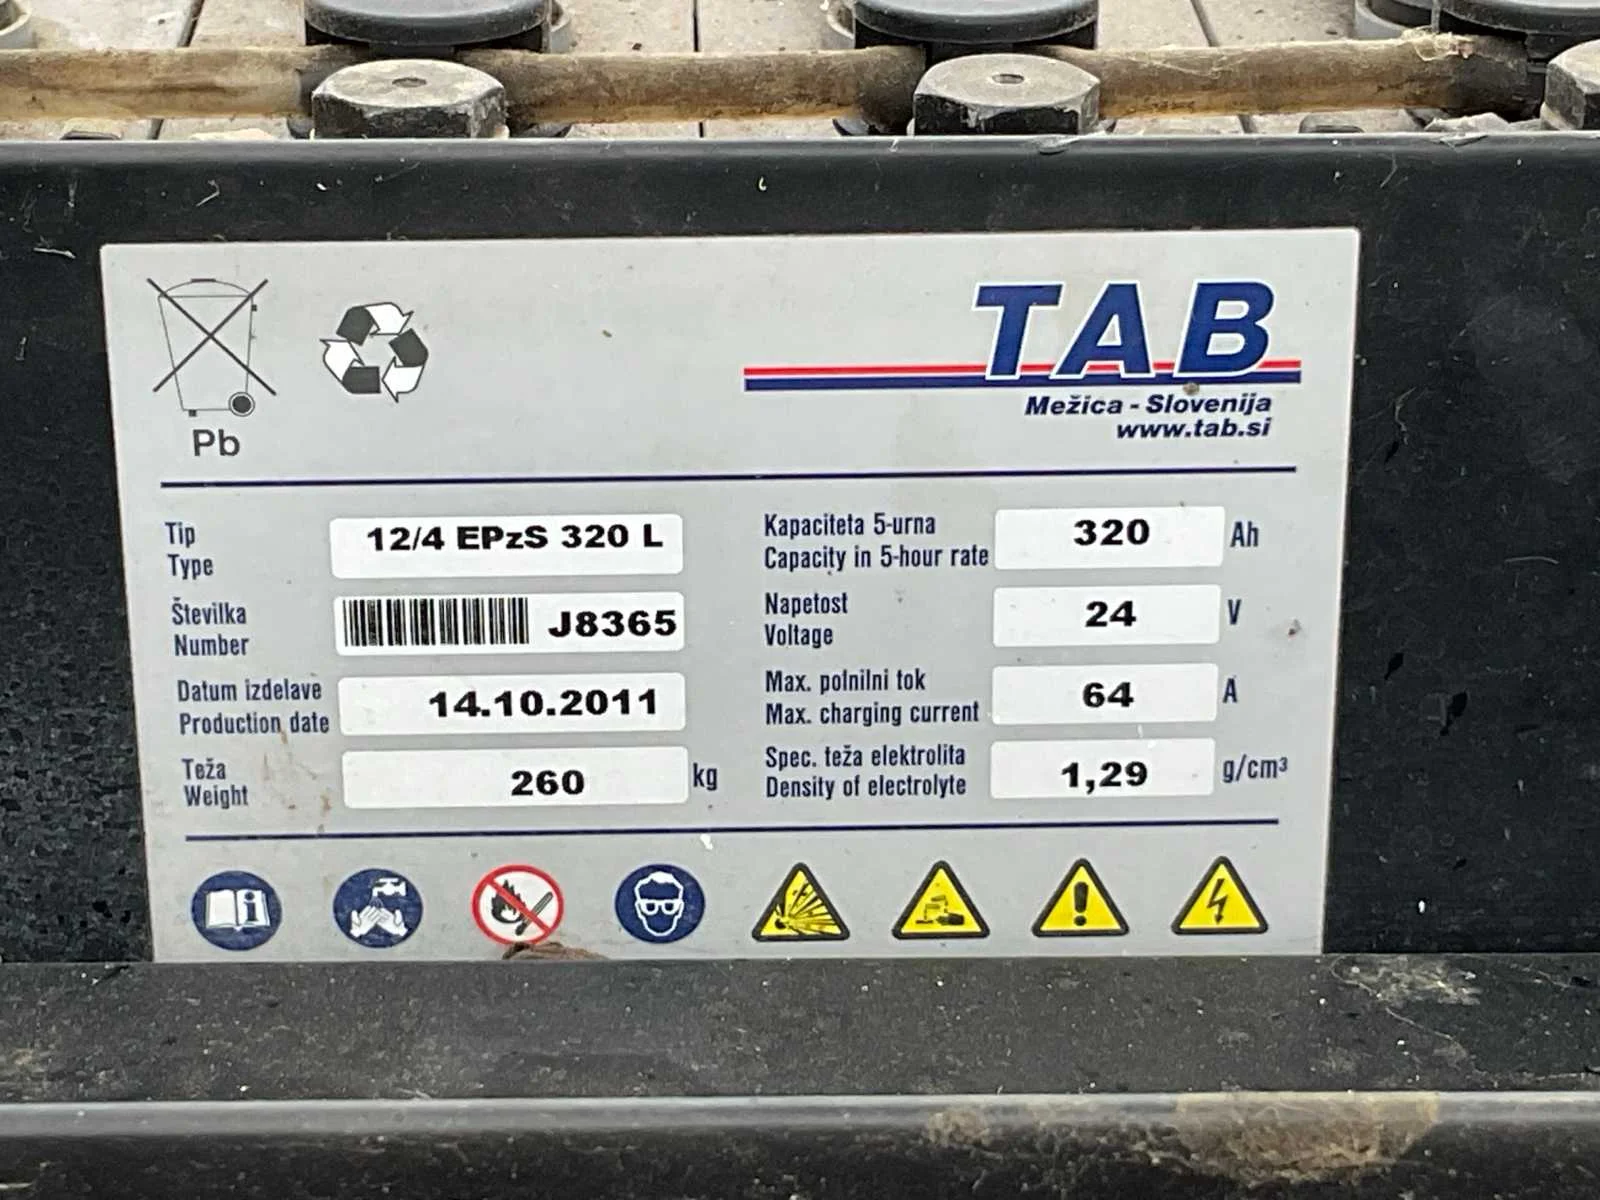 TAB
Mežica - Slovenija
www.tab.si
Pb
Tip
Type
12/4 EPzS 320 L
Številka
Number
J8365
Datum izdelave
Production date
14.10.2011
Teža
Weight
260 kg
Kapaciteta 5-urna
Capacity in 5-hour rate
320 Ah
Napetost
Voltage
24 V
Max. polnilni tok
Max. charging current
64 A
Spec. teža elektrolita
Density of electrolyte
1,29 g/cm³